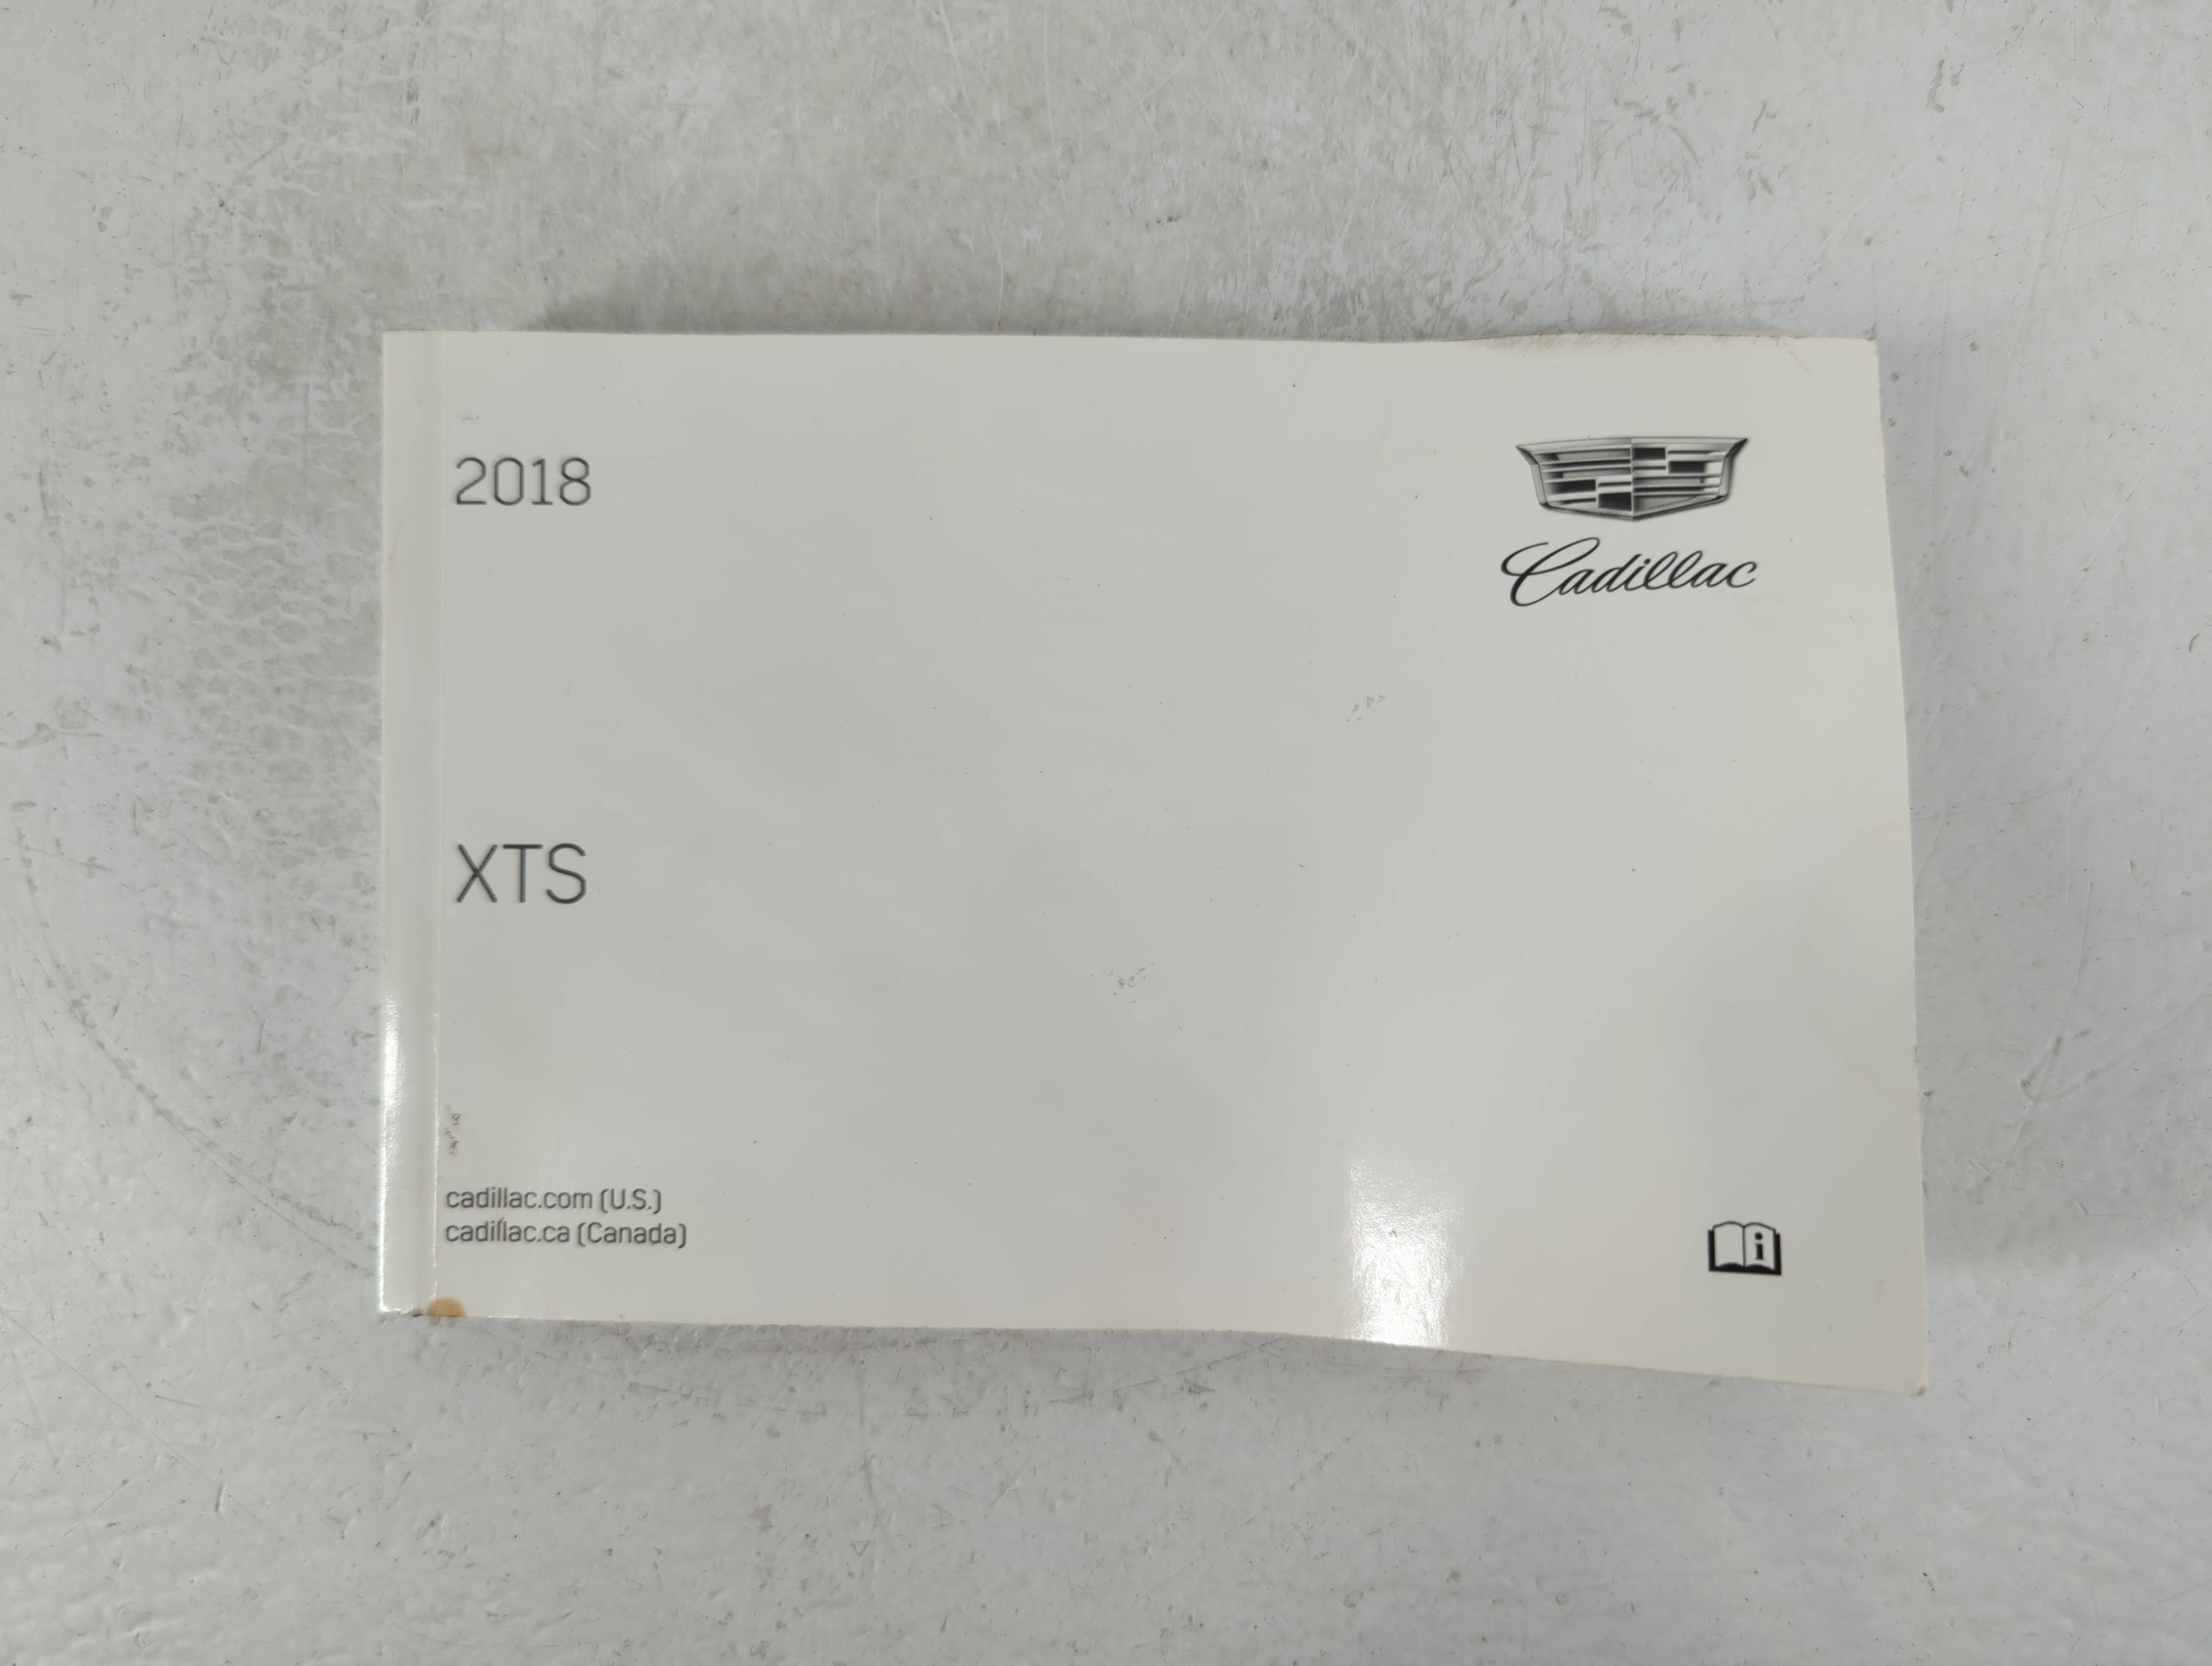 2018
Cadillac
XTS
cadillac.com (U.S.)
cadillac.ca (Canada)
i